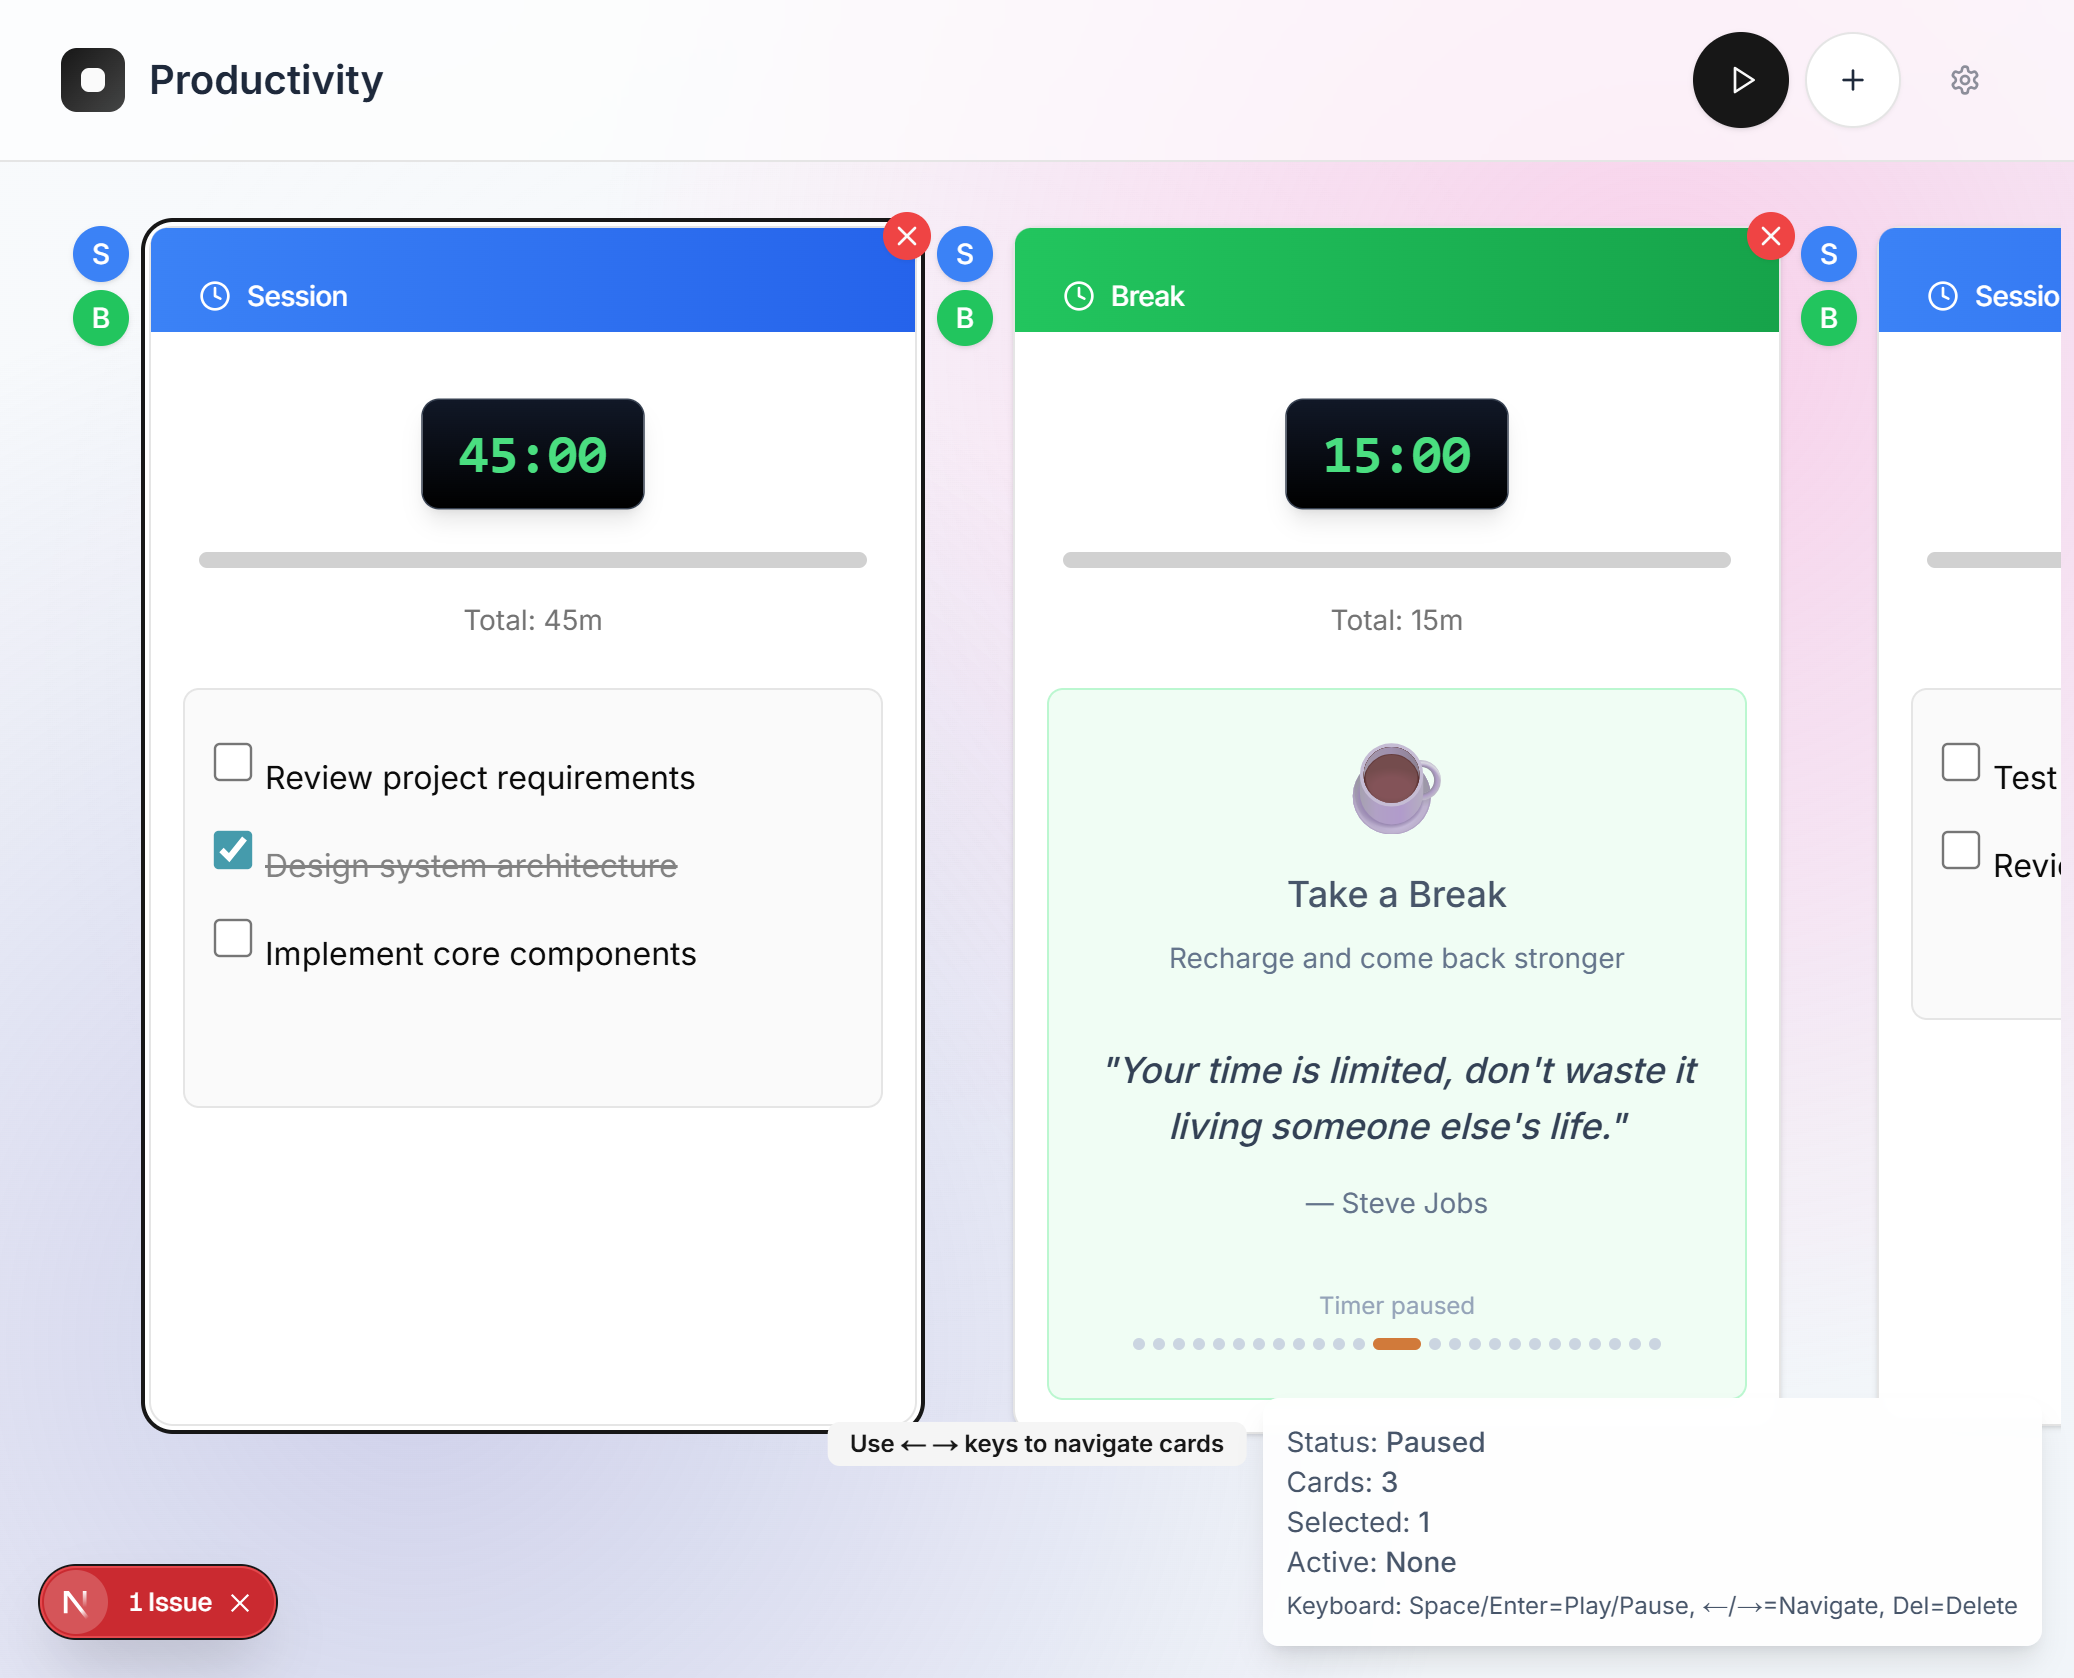 Productivity
S
B
Session
45:00
Total: 45m
Review project requirements
Design system architecture
Implement core components
S
B
Break
15:00
Total: 15m
Take a Break
Recharge and come back stronger
"Your time is limited, don't waste it
living someone else's life."
— Steve Jobs
Timer paused
S
B
Sessio
Test
Revi
Use ←→ keys to navigate cards
Status: Paused
Cards: 3
Selected: 1
Active: None
Keyboard: Space/Enter=Play/Pause, ←/→=Navigate, Del=Delete
N
1 Issue